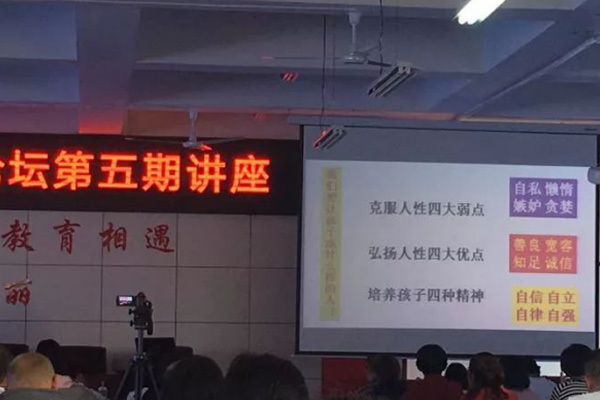 坛第五期讲座
教育相遇
丽
克服人性四大弱点
自私 懒惰
嫉妒 贪婪
弘扬人性四大优点
善良 宽容
知足 诚信
培养孩子四种精神
自信 自立
自律 自强